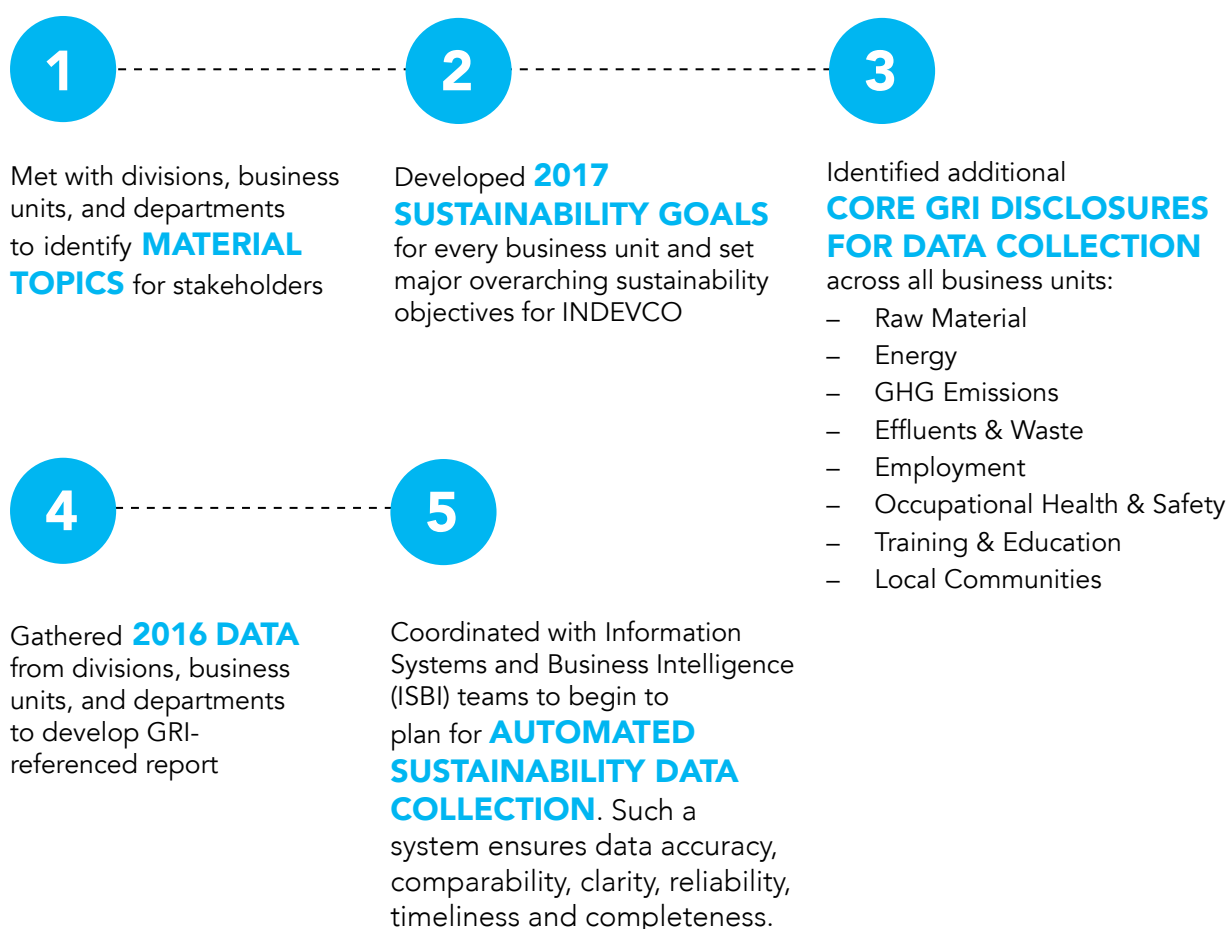 1
Met with divisions, business
units, and departments
to identify MATERIAL
TOPICS for stakeholders
2
Developed 2017
SUSTAINABILITY GOALS
for every business unit and set
major overarching sustainability
objectives for INDEVCO
3
Identified additional
CORE GRI DISCLOSURES
FOR DATA COLLECTION
across all business units:
– Raw Material
– Energy
– GHG Emissions
– Effluents & Waste
– Employment
– Occupational Health & Safety
– Training & Education
– Local Communities
4
Gathered 2016 DATA
from divisions, business
units, and departments
to develop GRI-
referenced report
5
Coordinated with Information
Systems and Business Intelligence
(ISBI) teams to begin to
plan for AUTOMATED
SUSTAINABILITY DATA
COLLECTION. Such a
system ensures data accuracy,
comparability, clarity, reliability,
timeliness and completeness.